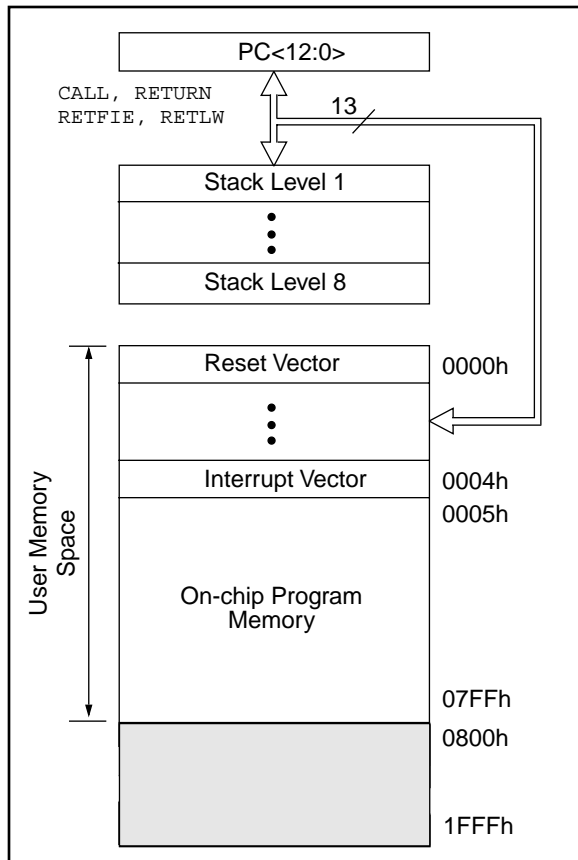 PC<12:0>
CALL, RETURN
RETFIE, RETLW
13
Stack Level 1
Stack Level 8
Reset Vector
0000h
Interrupt Vector
0004h
0005h
User Memory
Space
On-chip Program
Memory
07FFh
0800h
1FFFh